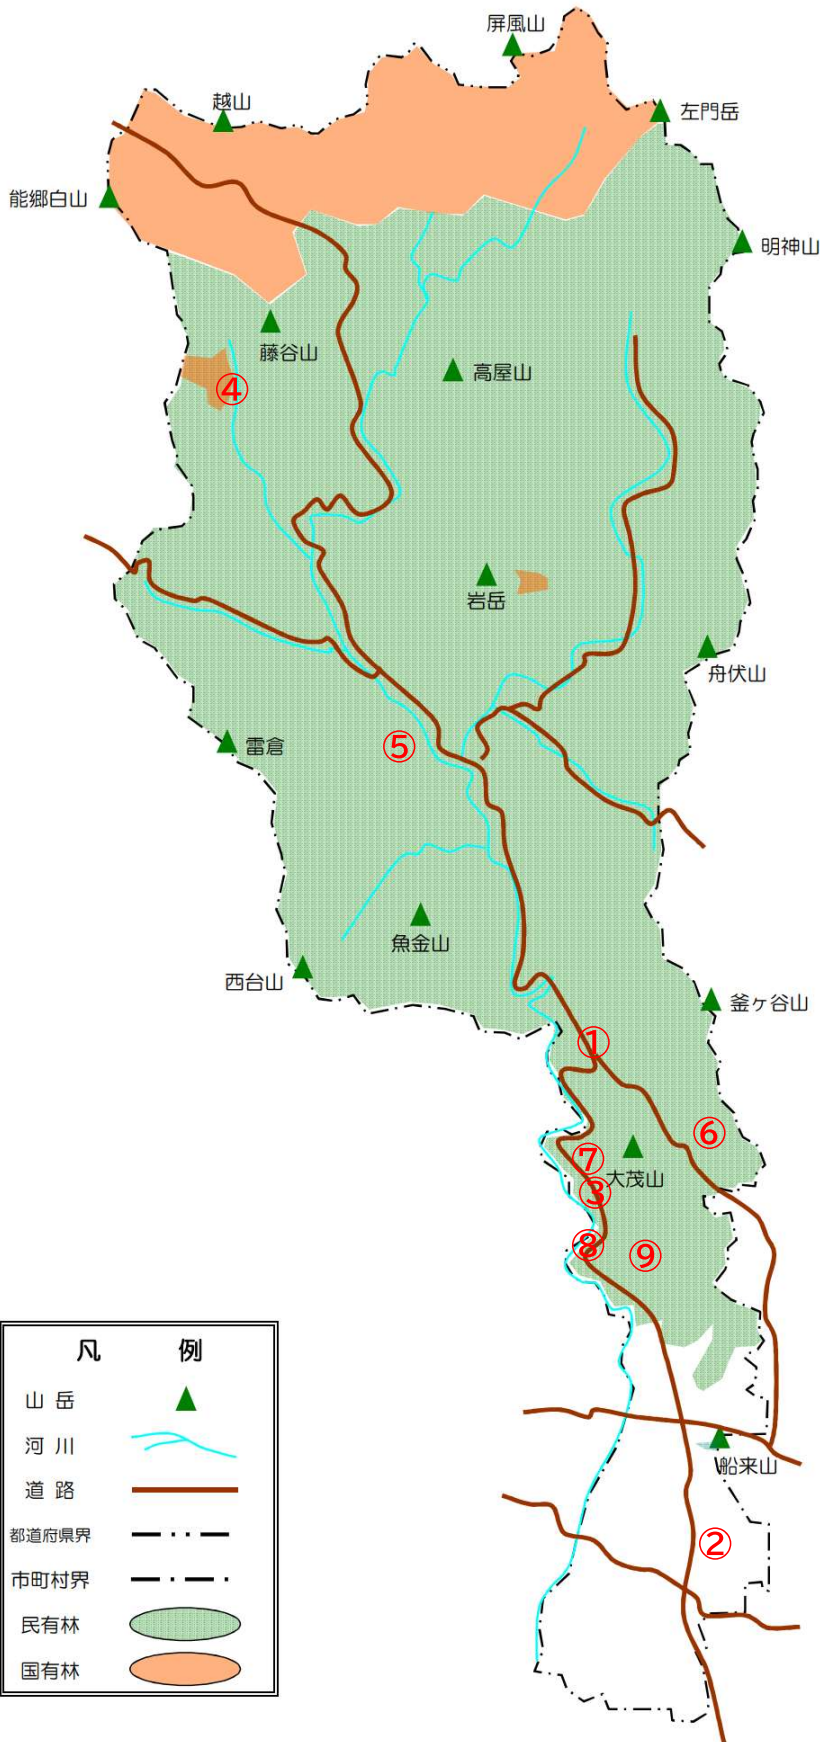 屏風山
越山
左門岳
能郷白山
明神山
藤谷山
高屋山
④
岩岳
舟伏山
雷倉
⑤
魚金山
西台山
釜ヶ谷山
①
⑥
⑦
大茂山
③
⑧
⑨
凡 例
山 岳
河 川
道 路
都道府県界
市町村界
民有林
国有林
船来山
②